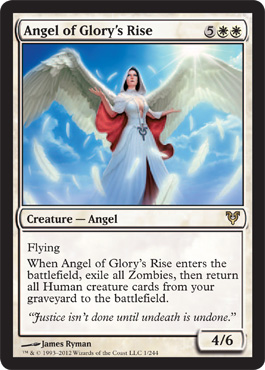 Angel of Glory's Rise 5
Creature — Angel
Flying
When Angel of Glory's Rise enters the
battlefield, exile all Zombies, then return
all Human creature cards from your
graveyard to the battlefield.
"Justice isn't done until undeath is undone."
James Ryman
4/6
™ & © 1993–2012 Wizards of the Coast LLC 1/244